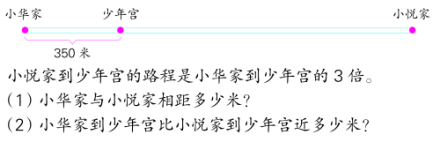 小华家 少年宫 小悦家
350 米
小悦家到少年宫的路程是小华家到少年宫的 3 倍。
(1)小华家与小悦家相距多少米?
(2)小华家到少年宫比小悦家到少年宫近多少米?